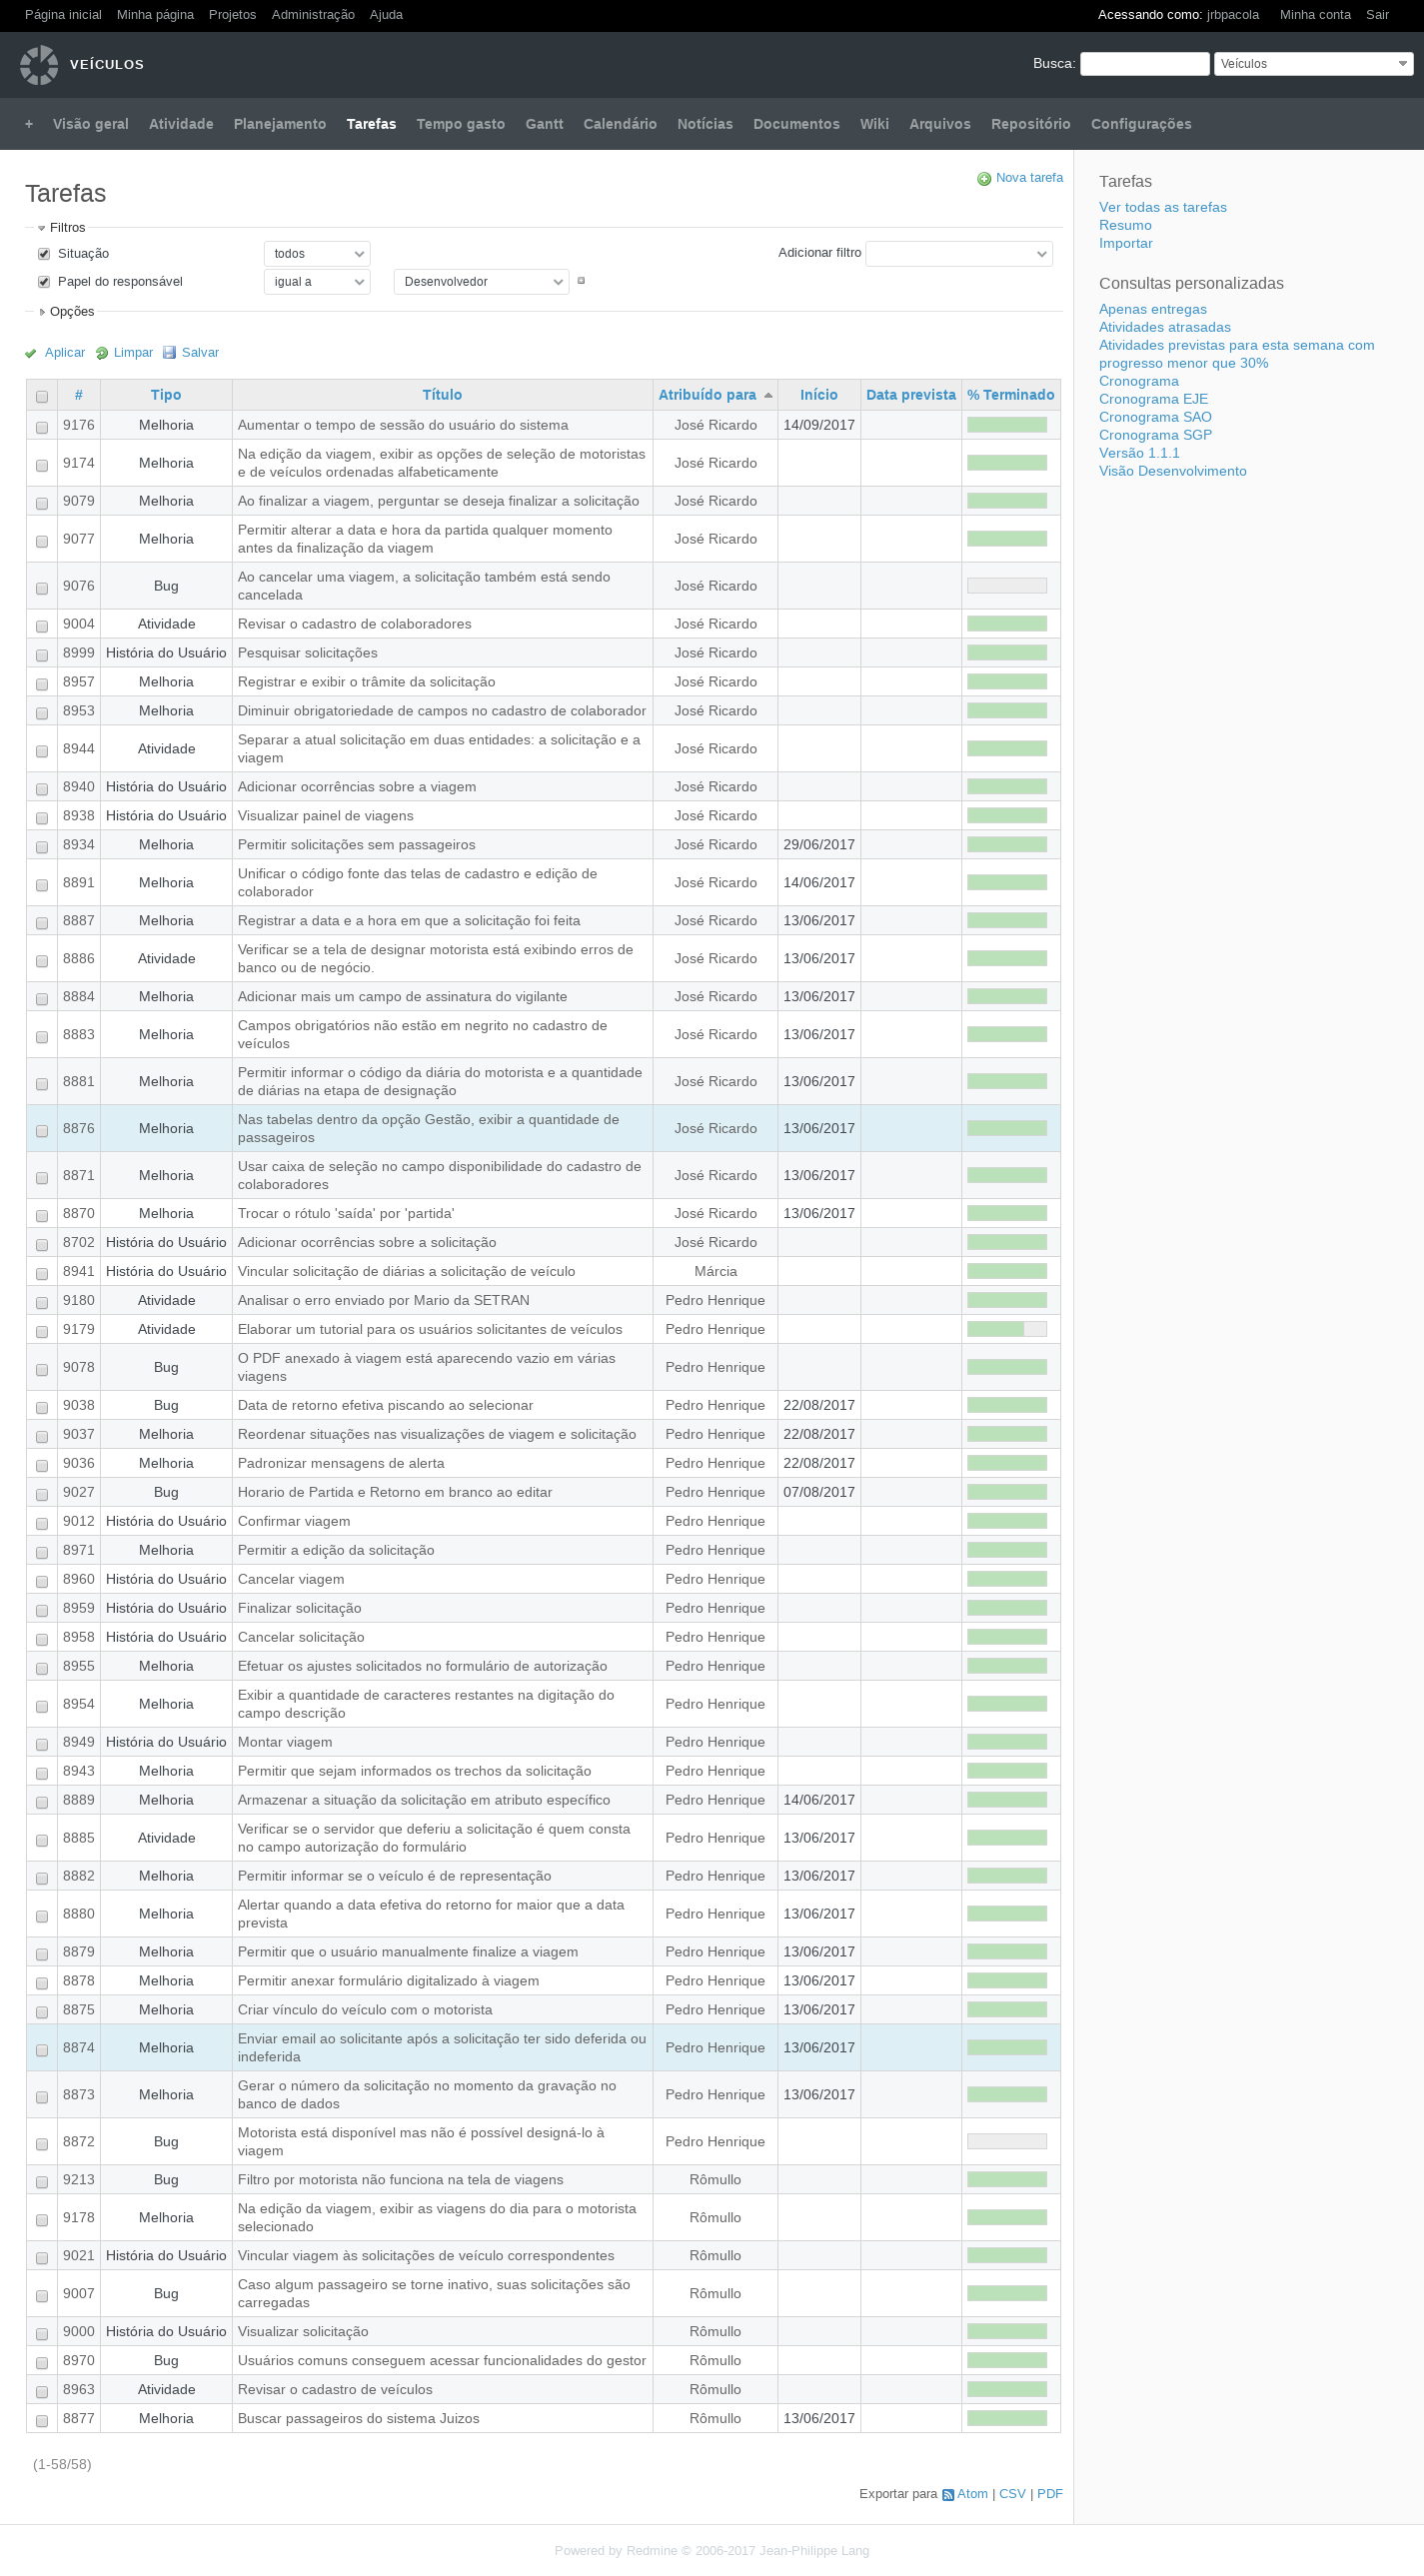 Página inicial Minha página Projetos Administração Ajuda Acessando como: jrbpacola Minha conta Sair
VEÍCULOS Busca: Veículos
+ Visão geral Atividade Planejamento Tarefas Tempo gasto Gantt Calendário Notícias Documentos Wiki Arquivos Repositório Configurações
Tarefas
Nova tarefa
Filtros
Situação todos Adicionar filtro
Papel do responsável igual a Desenvolvedor
Opções
Aplicar Limpar Salvar
# Tipo Título Atribuído para Início Data prevista % Terminado
9176 Melhoria Aumentar o tempo de sessão do usuário do sistema José Ricardo 14/09/2017
9174 Melhoria Na edição da viagem, exibir as opções de seleção de motoristas
e de veículos ordenadas alfabeticamente José Ricardo
9079 Melhoria Ao finalizar a viagem, perguntar se deseja finalizar a solicitação José Ricardo
9077 Melhoria Permitir alterar a data e hora da partida qualquer momento
antes da finalização da viagem José Ricardo
9076 Bug Ao cancelar uma viagem, a solicitação também está sendo
cancelada José Ricardo
9004 Atividade Revisar o cadastro de colaboradores José Ricardo
8999 História do Usuário Pesquisar solicitações José Ricardo
8957 Melhoria Registrar e exibir o trâmite da solicitação José Ricardo
8953 Melhoria Diminuir obrigatoriedade de campos no cadastro de colaborador José Ricardo
8944 Atividade Separar a atual solicitação em duas entidades: a solicitação e a
viagem José Ricardo
8940 História do Usuário Adicionar ocorrências sobre a viagem José Ricardo
8938 História do Usuário Visualizar painel de viagens José Ricardo
8934 Melhoria Permitir solicitações sem passageiros José Ricardo 29/06/2017
8891 Melhoria Unificar o código fonte das telas de cadastro e edição de
colaborador José Ricardo 14/06/2017
8887 Melhoria Registrar a data e a hora em que a solicitação foi feita José Ricardo 13/06/2017
8886 Atividade Verificar se a tela de designar motorista está exibindo erros de
banco ou de negócio. José Ricardo 13/06/2017
8884 Melhoria Adicionar mais um campo de assinatura do vigilante José Ricardo 13/06/2017
8883 Melhoria Campos obrigatórios não estão em negrito no cadastro de
veículos José Ricardo 13/06/2017
8881 Melhoria Permitir informar o código da diária do motorista e a quantidade
de diárias na etapa de designação José Ricardo 13/06/2017
8876 Melhoria Nas tabelas dentro da opção Gestão, exibir a quantidade de
passageiros José Ricardo 13/06/2017
8871 Melhoria Usar caixa de seleção no campo disponibilidade do cadastro de
colaboradores José Ricardo 13/06/2017
8870 Melhoria Trocar o rótulo 'saída' por 'partida' José Ricardo 13/06/2017
8702 História do Usuário Adicionar ocorrências sobre a solicitação José Ricardo
8941 História do Usuário Vincular solicitação de diárias a solicitação de veículo Márcia
9180 Atividade Analisar o erro enviado por Mario da SETRAN Pedro Henrique
9179 Atividade Elaborar um tutorial para os usuários solicitantes de veículos Pedro Henrique
9078 Bug O PDF anexado à viagem está aparecendo vazio em várias
viagens Pedro Henrique
9038 Bug Data de retorno efetiva piscando ao selecionar Pedro Henrique 22/08/2017
9037 Melhoria Reordenar situações nas visualizações de viagem e solicitação Pedro Henrique 22/08/2017
9036 Melhoria Padronizar mensagens de alerta Pedro Henrique 22/08/2017
9027 Bug Horario de Partida e Retorno em branco ao editar Pedro Henrique 07/08/2017
9012 História do Usuário Confirmar viagem Pedro Henrique
8971 Melhoria Permitir a edição da solicitação Pedro Henrique
8960 História do Usuário Cancelar viagem Pedro Henrique
8959 História do Usuário Finalizar solicitação Pedro Henrique
8958 História do Usuário Cancelar solicitação Pedro Henrique
8955 Melhoria Efetuar os ajustes solicitados no formulário de autorização Pedro Henrique
8954 Melhoria Exibir a quantidade de caracteres restantes na digitação do
campo descrição Pedro Henrique
8949 História do Usuário Montar viagem Pedro Henrique
8943 Melhoria Permitir que sejam informados os trechos da solicitação Pedro Henrique
8889 Melhoria Armazenar a situação da solicitação em atributo específico Pedro Henrique 14/06/2017
8885 Atividade Verificar se o servidor que deferiu a solicitação é quem consta
no campo autorização do formulário Pedro Henrique 13/06/2017
8882 Melhoria Permitir informar se o veículo é de representação Pedro Henrique 13/06/2017
8880 Melhoria Alertar quando a data efetiva do retorno for maior que a data
prevista Pedro Henrique 13/06/2017
8879 Melhoria Permitir que o usuário manualmente finalize a viagem Pedro Henrique 13/06/2017
8878 Melhoria Permitir anexar formulário digitalizado à viagem Pedro Henrique 13/06/2017
8875 Melhoria Criar vínculo do veículo com o motorista Pedro Henrique 13/06/2017
8874 Melhoria Enviar email ao solicitante após a solicitação ter sido deferida ou
indeferida Pedro Henrique 13/06/2017
8873 Melhoria Gerar o número da solicitação no momento da gravação no
banco de dados Pedro Henrique 13/06/2017
8872 Bug Motorista está disponível mas não é possível designá-lo à
viagem Pedro Henrique
9213 Bug Filtro por motorista não funciona na tela de viagens Rômullo
9178 Melhoria Na edição da viagem, exibir as viagens do dia para o motorista
selecionado Rômullo
9021 História do Usuário Vincular viagem às solicitações de veículo correspondentes Rômullo
9007 Bug Caso algum passageiro se torne inativo, suas solicitações são
carregadas Rômullo
9000 História do Usuário Visualizar solicitação Rômullo
8970 Bug Usuários comuns conseguem acessar funcionalidades do gestor Rômullo
8963 Atividade Revisar o cadastro de veículos Rômullo
8877 Melhoria Buscar passageiros do sistema Juizos Rômullo 13/06/2017
(1-58/58)
Exportar para Atom | CSV | PDF
Tarefas
Ver todas as tarefas
Resumo
Importar
Consultas personalizadas
Apenas entregas
Atividades atrasadas
Atividades previstas para esta semana com
progresso menor que 30%
Cronograma
Cronograma EJE
Cronograma SAO
Cronograma SGP
Versão 1.1.1
Visão Desenvolvimento
Powered by Redmine © 2006-2017 Jean-Philippe Lang